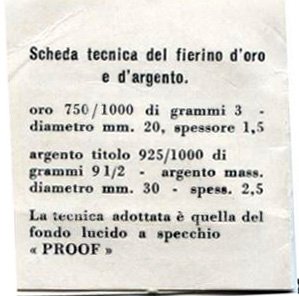 Scheda tecnica del fierino d'oro
e d'argento.
oro 750/1000 di grammi 3 -
diametro mm. 20, spessore 1,5
argento titolo 925/1000 di
grammi 9 1/2 - argento mass.
diametro mm. 30 - spess. 2,5
La tecnica adottata è quella del
fondo lucido a specchio
« PROOF »